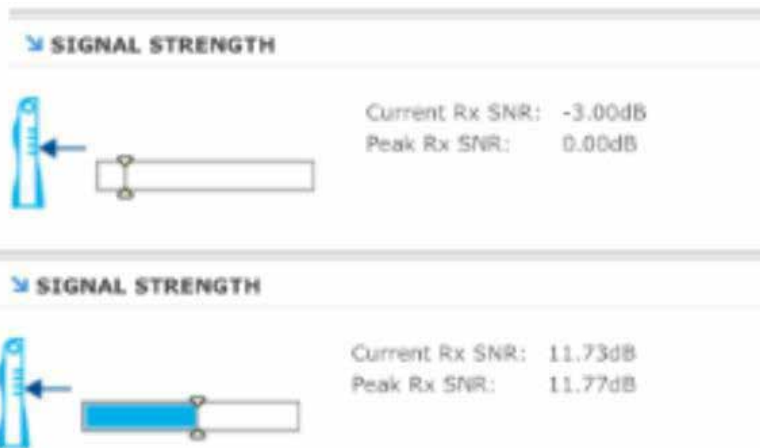 SIGNAL STRENGTH
Current Rx SNR: -3.00dB
Peak Rx SNR: 0.00dB
SIGNAL STRENGTH
Current Rx SNR: 11.73dB
Peak Rx SNR: 11.77dB